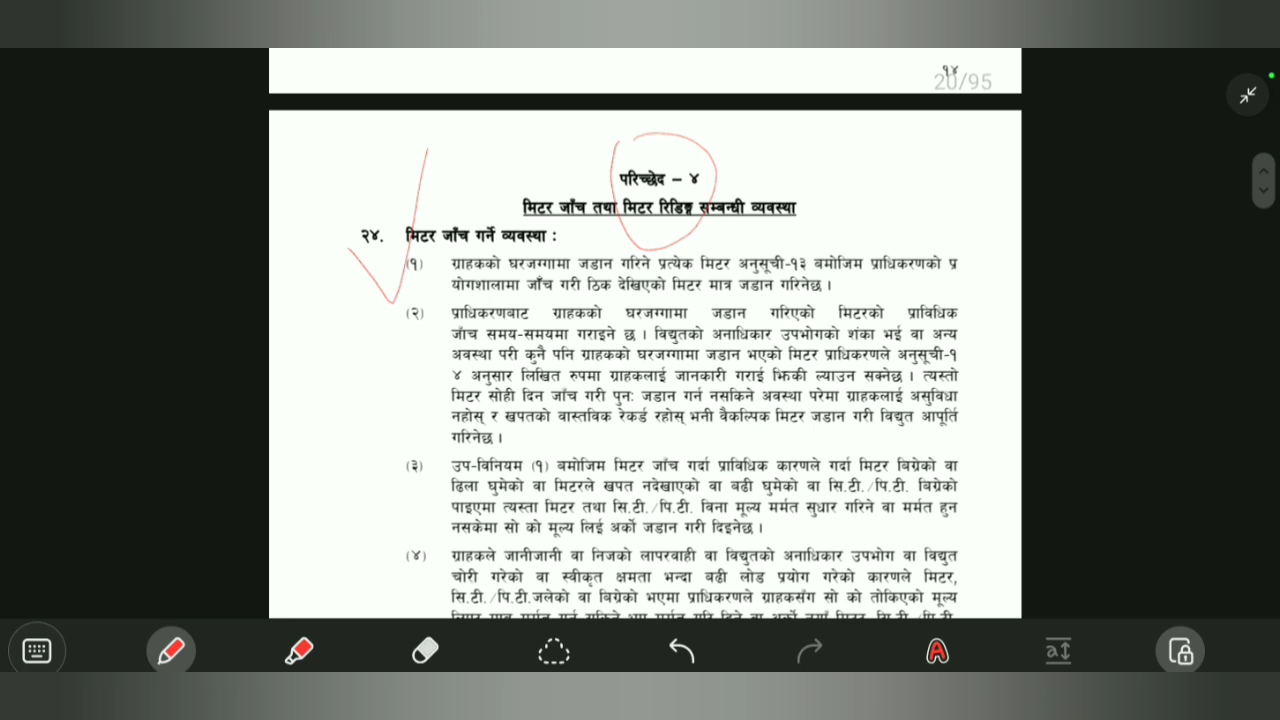 १४
20/95
परिच्छेद – ४
मिटर जाँच तथा मिटर रिडिङ्ग सम्बन्धी व्यवस्था
२४. मिटर जाँच गर्ने व्यवस्था :
(१) ग्राहकको घरजग्गामा जडान गरिने प्रत्येक मिटर अनुसूची-१३ बमोजिम प्राधिकरणको प्र
योगशालामा जाँच गरी ठिक देखिएको मिटर मात्र जडान गरिनेछ ।
(२) प्राधिकरणबाट ग्राहकको घरजग्गामा जडान गरिएको मिटरको प्राविधिक
जाँच समय-समयमा गराइने छ । विद्युतको अनाधिकार उपभोगको शंका भई वा अन्य
अवस्था परी कुनै पनि ग्राहकको घरजग्गामा जडान भएको मिटर प्राधिकरणले अनुसूची-१
४ अनुसार लिखित रुपमा ग्राहकलाई जानकारी गराई झिकी ल्याउन सक्नेछ । त्यस्तो
मिटर सोही दिन जाँच गरी पुनः जडान गर्न नसकिने अवस्था परेमा ग्राहकलाई असुविधा
नहोस् र खपतको वास्तविक रेकर्ड रहोस् भनी वैकल्पिक मिटर जडान गरी विद्युत आपूर्ति
गरिनेछ ।
(३) उप-विनियम (१) बमोजिम मिटर जाँच गर्दा प्राविधिक कारणले गर्दा मिटर बिग्रेको वा
ढिला घुमेको वा मिटरले खपत नदेखाएको वा बढी घुमेको वा सि.टी./पि.टी. बिग्रेको
पाइएमा त्यस्ता मिटर तथा सि.टी./पि.टी. विना मूल्य मर्मत सुधार गरिने वा मर्मत हुन
नसकेमा सो को मूल्य लिई अर्को जडान गरी दिइनेछ ।
(४) ग्राहकले जानीजानी वा निजको लापरवाही वा विद्युतको अनाधिकार उपभोग वा विद्युत
चोरी गरेको वा स्वीकृत क्षमता भन्दा बढी लोड प्रयोग गरेको कारणले मिटर,
सि.टी./पि.टी.जलेको वा बिग्रेको भएमा प्राधिकरणले ग्राहकसँग सो को तोकिएको मूल्य